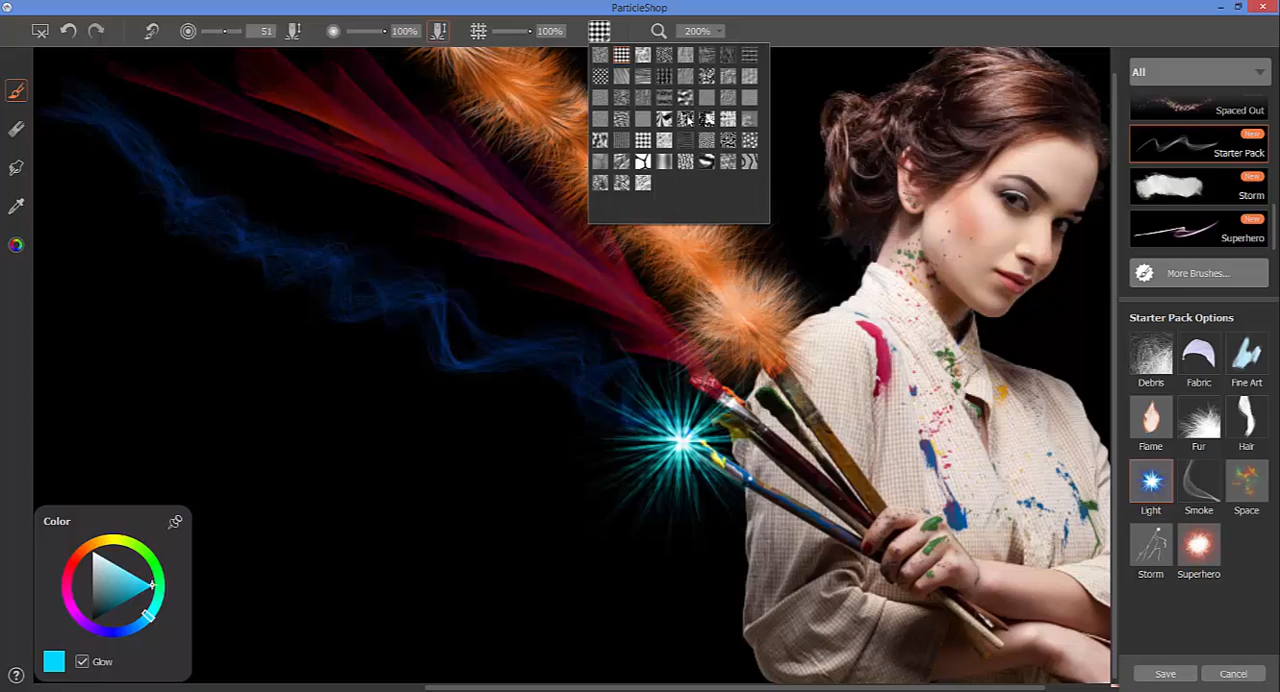 ParticleShop
51
100%
100%
200%
All
Spaced Out
New
Starter Pack
New
Storm
New
Superhero
More Brushes...
Starter Pack Options
Debris
Fabric
Fine Art
Flame
Fur
Hair
Light
Smoke
Space
Storm
Superhero
Color
Glow
?
Save
Cancel